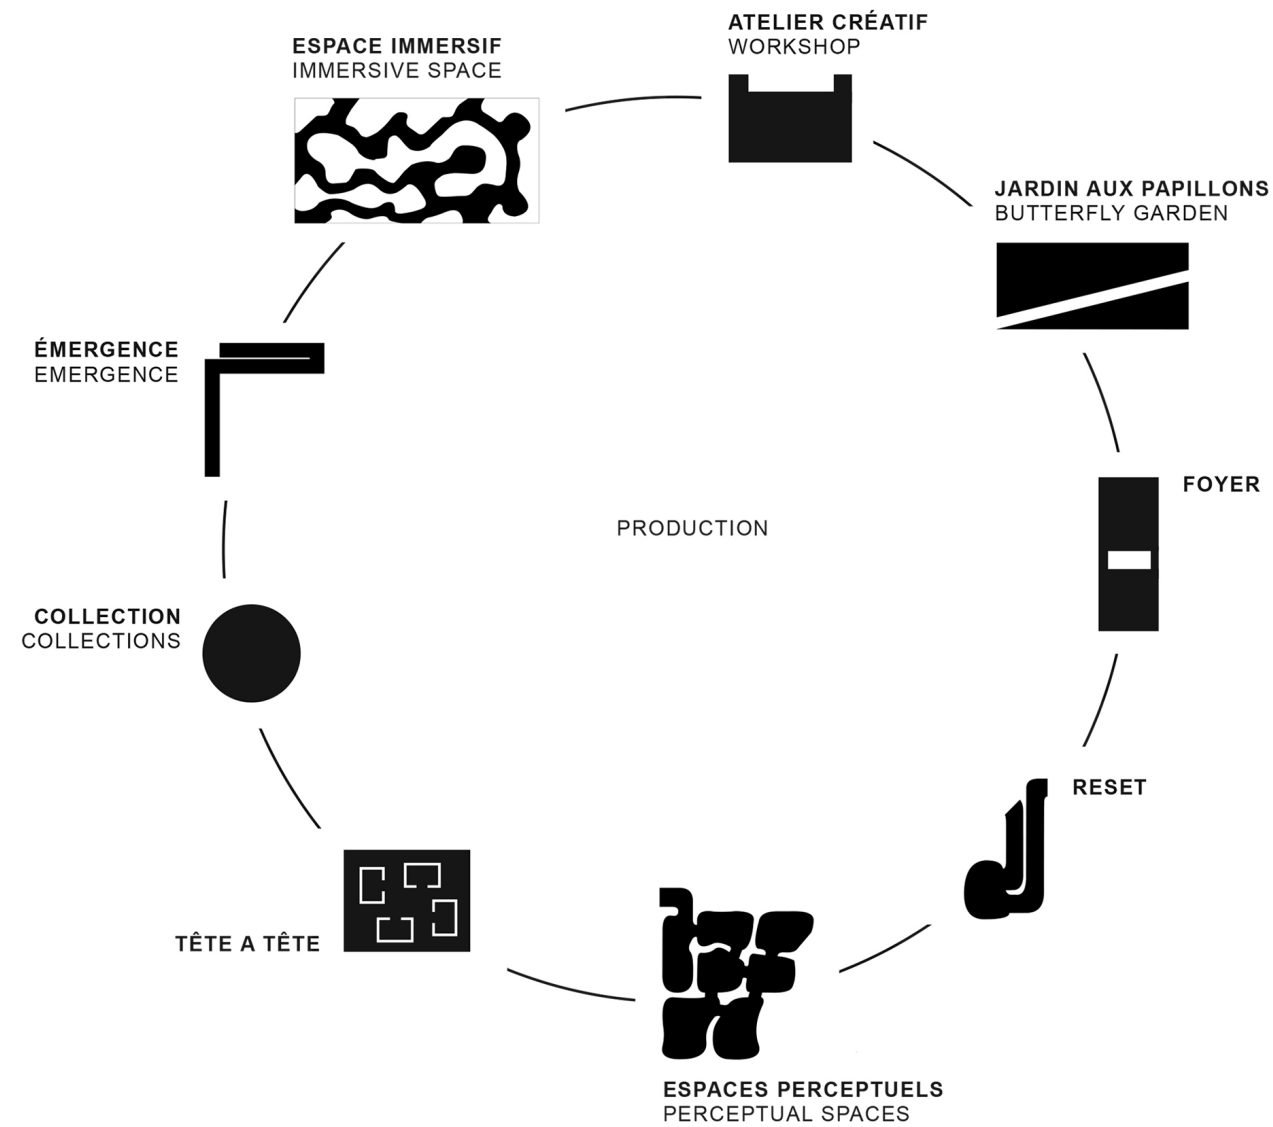 ATELIER CRÉATIF
WORKSHOP
ESPACE IMMERSIF
IMMERSIVE SPACE
JARDIN AUX PAPILLONS
BUTTERFLY GARDEN
ÉMERGENCE
EMERGENCE
FOYER
PRODUCTION
COLLECTION
COLLECTIONS
RESET
TÊTE A TÊTE
ESPACES PERCEPTUELS
PERCEPTUAL SPACES